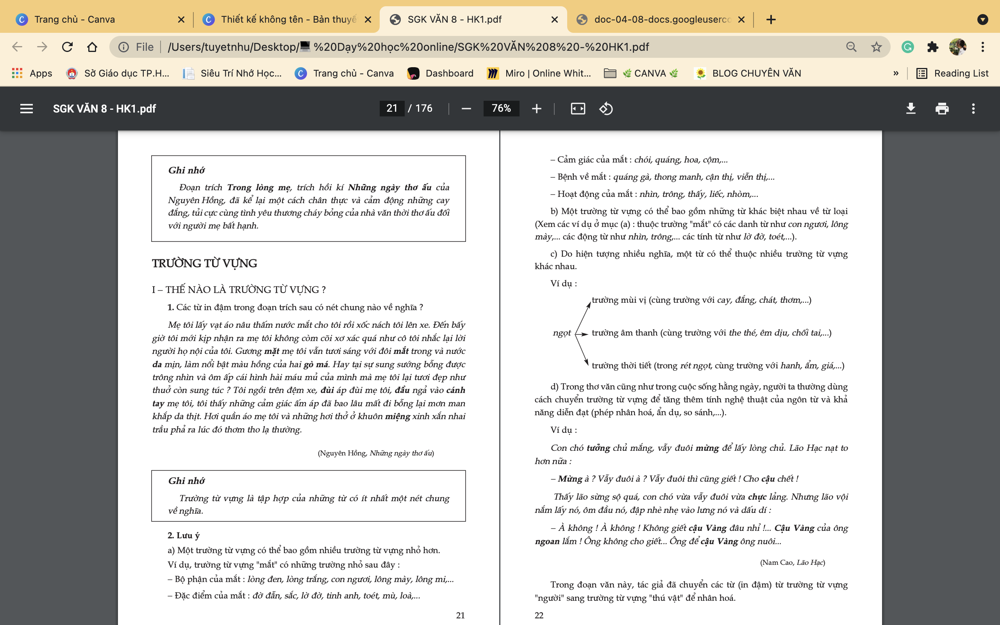 Trang chủ - Canva
Thiết kế không tên - Bản thuyế
SGK VĂN 8 - HK1.pdf
doc-04-08-docs.googleuserco
File
/Users/tuyetnhu/Desktop/💻%20Dạy%20học%20online/SGK%20VĂN%208%20-%20HK1.pdf
Apps
Sở Giáo dục TP.H...
Siêu Trí Nhớ Học...
Trang chủ - Canva
Dashboard
Miro | Online Whit...
🌿 CANVA 🌿
BLOG CHUYÊN VĂN
»
Reading List
SGK VĂN 8 - HK1.pdf
21 / 176
76%
Ghi nhớ
Đoạn trích Trong lòng mẹ, trích hồi kí Những ngày thơ ấu của
Nguyên Hồng, đã kể lại một cách chân thực và cảm động những cay
đắng, tủi cực cùng tình yêu thương cháy bỏng của nhà văn thời thơ ấu đối
với người mẹ bất hạnh.
TRƯỜNG TỪ VỰNG
I – THẾ NÀO LÀ TRƯỜNG TỪ VỰNG ?
1. Các từ in đậm trong đoạn trích sau có nét chung nào về nghĩa ?
Mẹ tôi lấy vạt áo nâu thấm nước mắt cho tôi rồi xốc nách tôi lên xe. Đến bấy
giờ tôi mới kịp nhận ra mẹ tôi không còm cõi xơ xác quá như cô tôi nhắc lại lời
người họ nội của tôi. Gương mặt mẹ tôi vẫn tươi sáng với đôi mắt trong và nước
da mịn, làm nổi bật màu hồng của hai gò má. Hay tại sự sung sướng bỗng được
trông nhìn và ôm ấp cái hình hài máu mủ của mình mà mẹ tôi lại tươi đẹp như
thuở còn sung túc ? Tôi ngồi trên đệm xe, đùi áp đùi mẹ tôi, đầu ngả vào cánh
tay mẹ tôi, tôi thấy những cảm giác ấm áp đã bao lâu mất đi bỗng lại mơn man
khắp da thịt. Hơi quần áo mẹ tôi và những hơi thở ở khuôn miệng xinh xắn nhai
trầu phả ra lúc đó thơm tho lạ thường.
(Nguyên Hồng, Những ngày thơ ấu)
Ghi nhớ
Trường từ vựng là tập hợp của những từ có ít nhất một nét chung
về nghĩa.
2. Lưu ý
a) Một trường từ vựng có thể bao gồm nhiều trường từ vựng nhỏ hơn.
Ví dụ, trường từ vựng "mắt" có những trường nhỏ sau đây :
– Bộ phận của mắt : lòng đen, lòng trắng, con ngươi, lông mày, lông mi,...
– Đặc điểm của mắt : đờ đẫn, sắc, lờ đờ, tinh anh, toét, mù, loà,...
21
– Cảm giác của mắt : chói, quáng, hoa, cộm,...
– Bệnh về mắt : quáng gà, thong manh, cận thị, viễn thị,...
– Hoạt động của mắt : nhìn, trông, thấy, liếc, nhòm,...
b) Một trường từ vựng có thể bao gồm những từ khác biệt nhau về từ loại
(Xem các ví dụ ở mục (a) : thuộc trường "mắt" có các danh từ như con ngươi, lông
mày,... các động từ như nhìn, trông,... các tính từ như lờ đờ, toét,...).
c) Do hiện tượng nhiều nghĩa, một từ có thể thuộc nhiều trường từ vựng
khác nhau.
Ví dụ :
trường mùi vị (cùng trường với cay, đắng, chát, thơm,...)
ngọt
trường âm thanh (cùng trường với the thé, êm dịu, chối tai,...)
trường thời tiết (trong rét ngọt, cùng trường với hanh, ẩm, giá,...)
d) Trong thơ văn cũng như trong cuộc sống hằng ngày, người ta thường dùng
cách chuyển trường từ vựng để tăng thêm tính nghệ thuật của ngôn từ và khả
năng diễn đạt (phép nhân hoá, ẩn dụ, so sánh,...).
Ví dụ :
Con chó tưởng chủ mắng, vẫy đuôi mừng để lấy lòng chủ. Lão Hạc nạt to
hơn nữa :
– Mừng à ? Vẫy đuôi à ? Vẫy đuôi thì cũng giết ! Cho cậu chết !
Thấy lão sừng sộ quá, con chó vừa vẫy đuôi vừa chực lảng. Nhưng lão vội
nắm lấy nó, ôm đầu nó, đập nhè nhẹ vào lưng nó và dấu dí :
– À không ! À không ! Không giết cậu Vàng đâu nhỉ !... Cậu Vàng của ông
ngoan lắm ! Ông không cho giết... Ông để cậu Vàng ông nuôi...
(Nam Cao, Lão Hạc)
Trong đoạn văn này, tác giả đã chuyển các từ (in đậm) từ trường từ vựng
"người" sang trường từ vựng "thú vật" để nhân hoá.
22